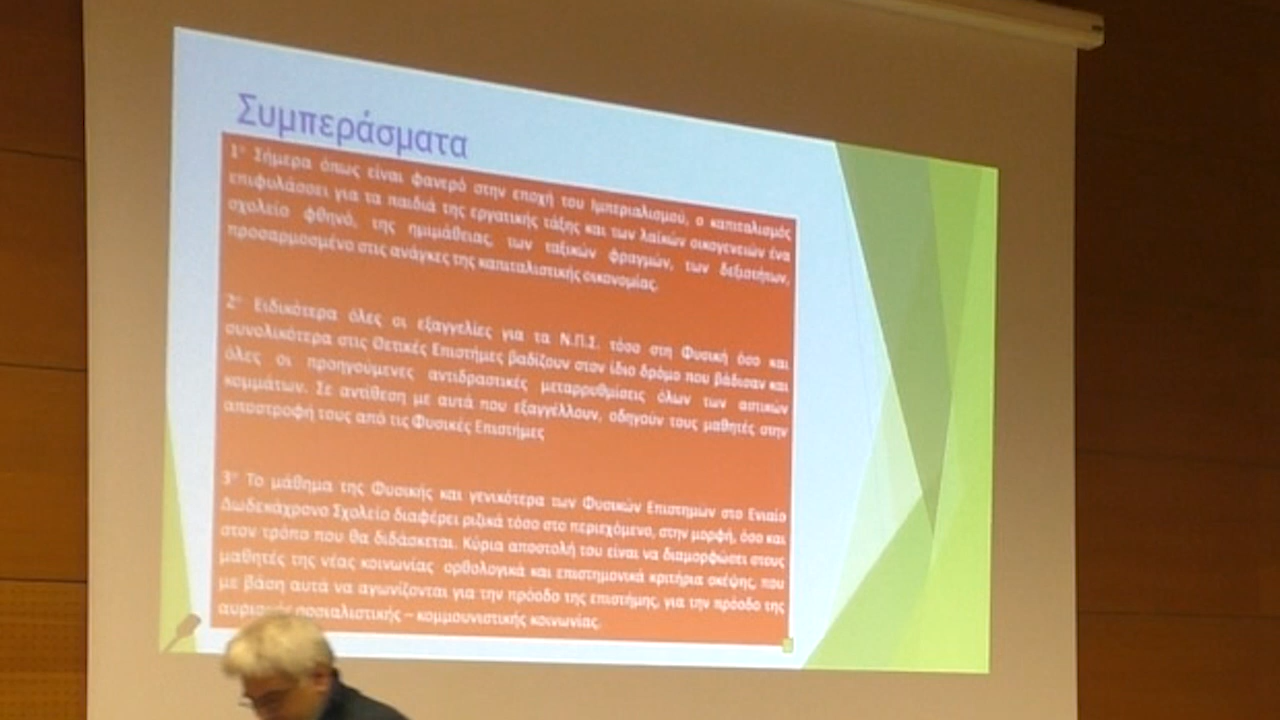 Συμπεράσματα
1ο Σήμερα όπως είναι φανερό στην εποχή του Ιμπεριαλισμού, ο καπιταλισμός
επιφυλάσσει για τα παιδιά της εργατικής τάξης και των λαϊκών οικογενειών ένα
σχολείο φθηνό, της ημιμάθειας, των ταξικών φραγμών, των δεξιοτήτων,
προσαρμοσμένο στις ανάγκες της καπιταλιστικής οικονομίας.
2ο Ειδικότερα όλες οι εξαγγελίες για τα Ν.Π.Σ. τόσο στη Φυσική όσο και
συνολικότερα στις Θετικές Επιστήμες βαδίζουν στον ίδιο δρόμο που βάδισαν και
όλες οι προηγούμενες αντιδραστικές μεταρρυθμίσεις όλων των αστικών
κομμάτων. Σε αντίθεση με αυτά που εξαγγέλλουν, οδηγούν τους μαθητές στην
αποστροφή τους από τις Φυσικές Επιστήμες
3ο Το μάθημα της Φυσικής και γενικότερα των Φυσικών Επιστημων στο Ενιαίο
Δωδεκάχρονο Σχολείο διαφέρει ριζικά τόσο στο περιεχόμενο, στην μορφή, όσο και
στον τρόπο που θα διδάσκεται. Κύρια αποστολή του είναι να διαμορφώσει στους
μαθητές της νέας κοινωνίας ορθολογικά και επιστημονικά κριτήρια σκέψης, που
με βάση αυτά να αγωνίζονται για την πρόοδο της επιστήμης, για την πρόοδο της
σοσιαλιστικής – κομμουνιστικής κοινωνίας.